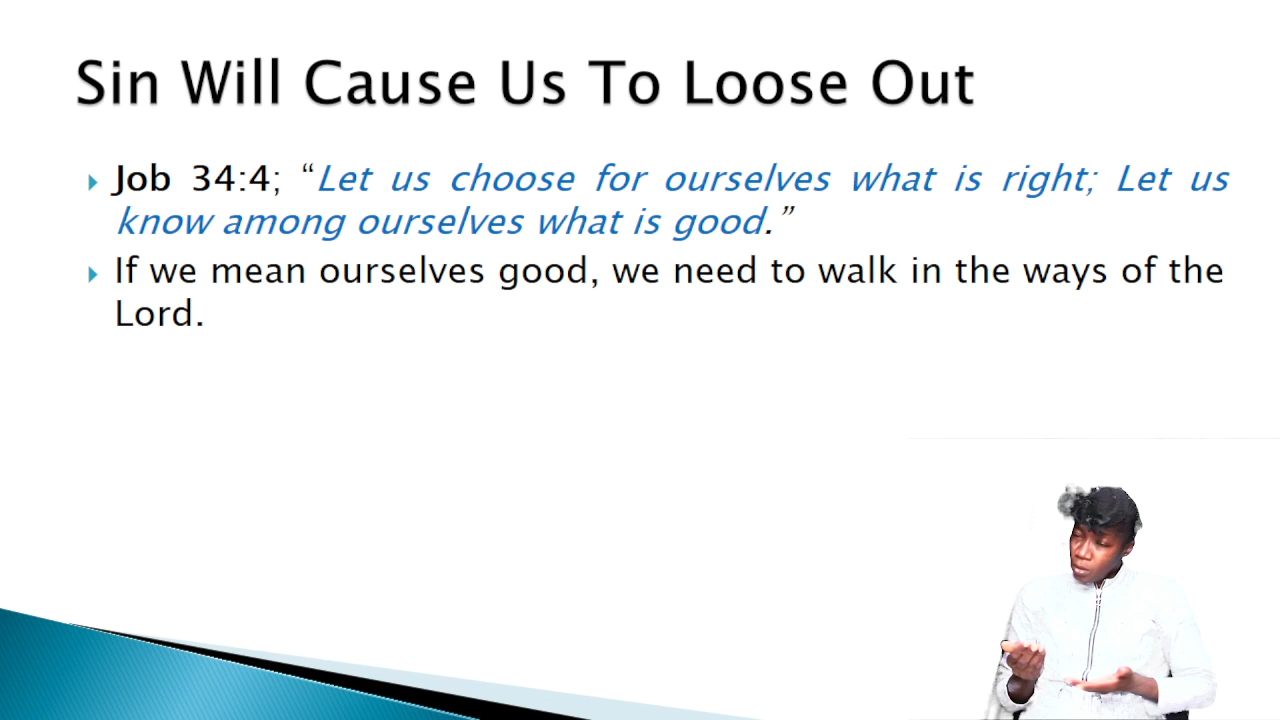 Sin Will Cause Us To Loose Out
Job 34:4; “Let us choose for ourselves what is right; Let us
know among ourselves what is good.”
If we mean ourselves good, we need to walk in the ways of the
Lord.